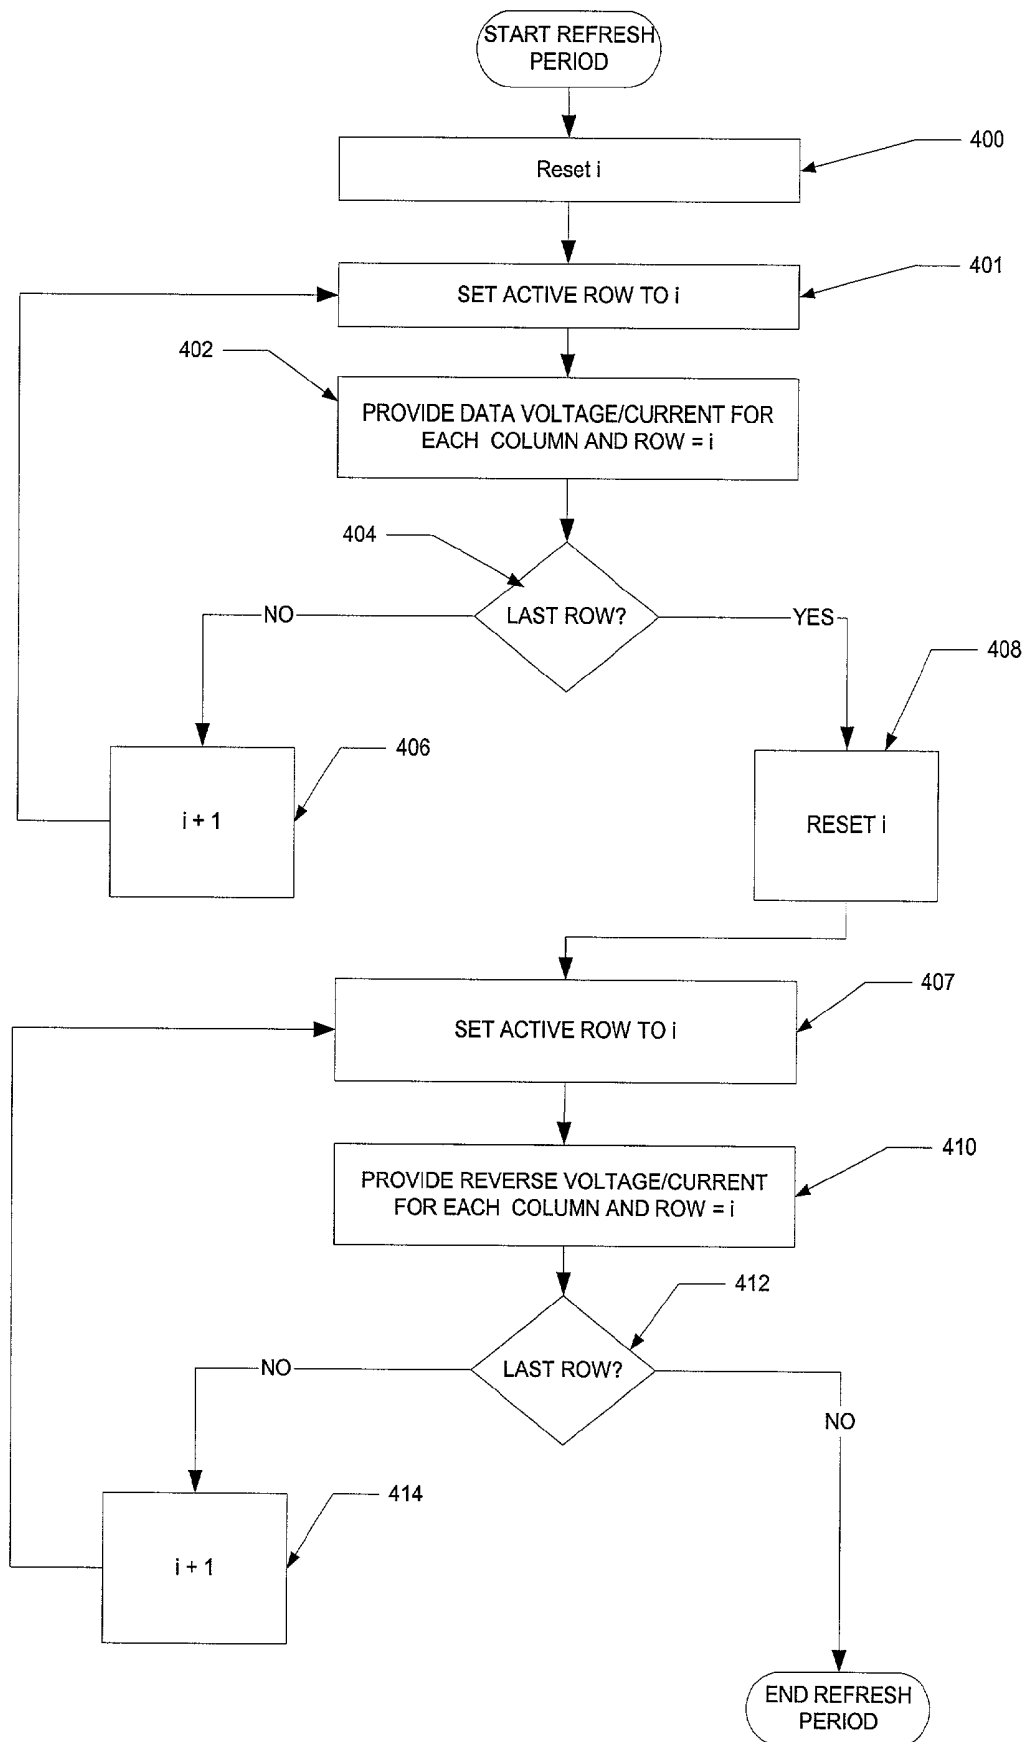 START REFRESH
PERIOD
400
Reset i
401
SET ACTIVE ROW TO i
402
PROVIDE DATA VOLTAGE/CURRENT FOR
EACH COLUMN AND ROW = i
404
LAST ROW?
NO
YES
408
406
i + 1
RESET i
407
SET ACTIVE ROW TO i
410
PROVIDE REVERSE VOLTAGE/CURRENT
FOR EACH COLUMN AND ROW = i
412
LAST ROW?
NO
NO
414
i + 1
END REFRESH
PERIOD